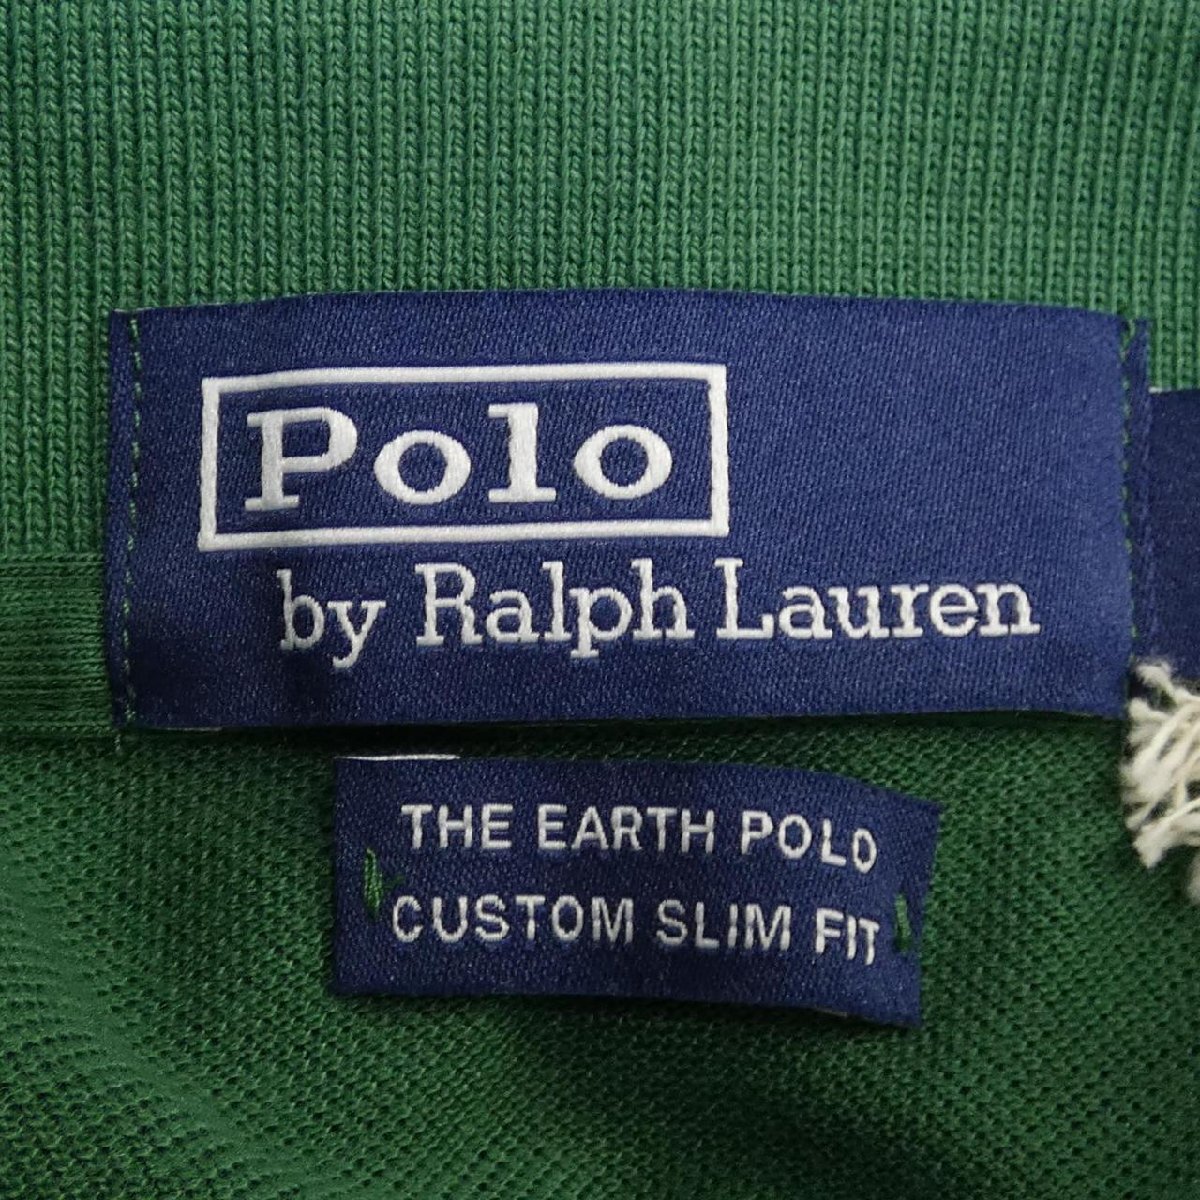 Polo
by Ralph Lauren
THE EARTH POLO
CUSTOM SLIM FIT